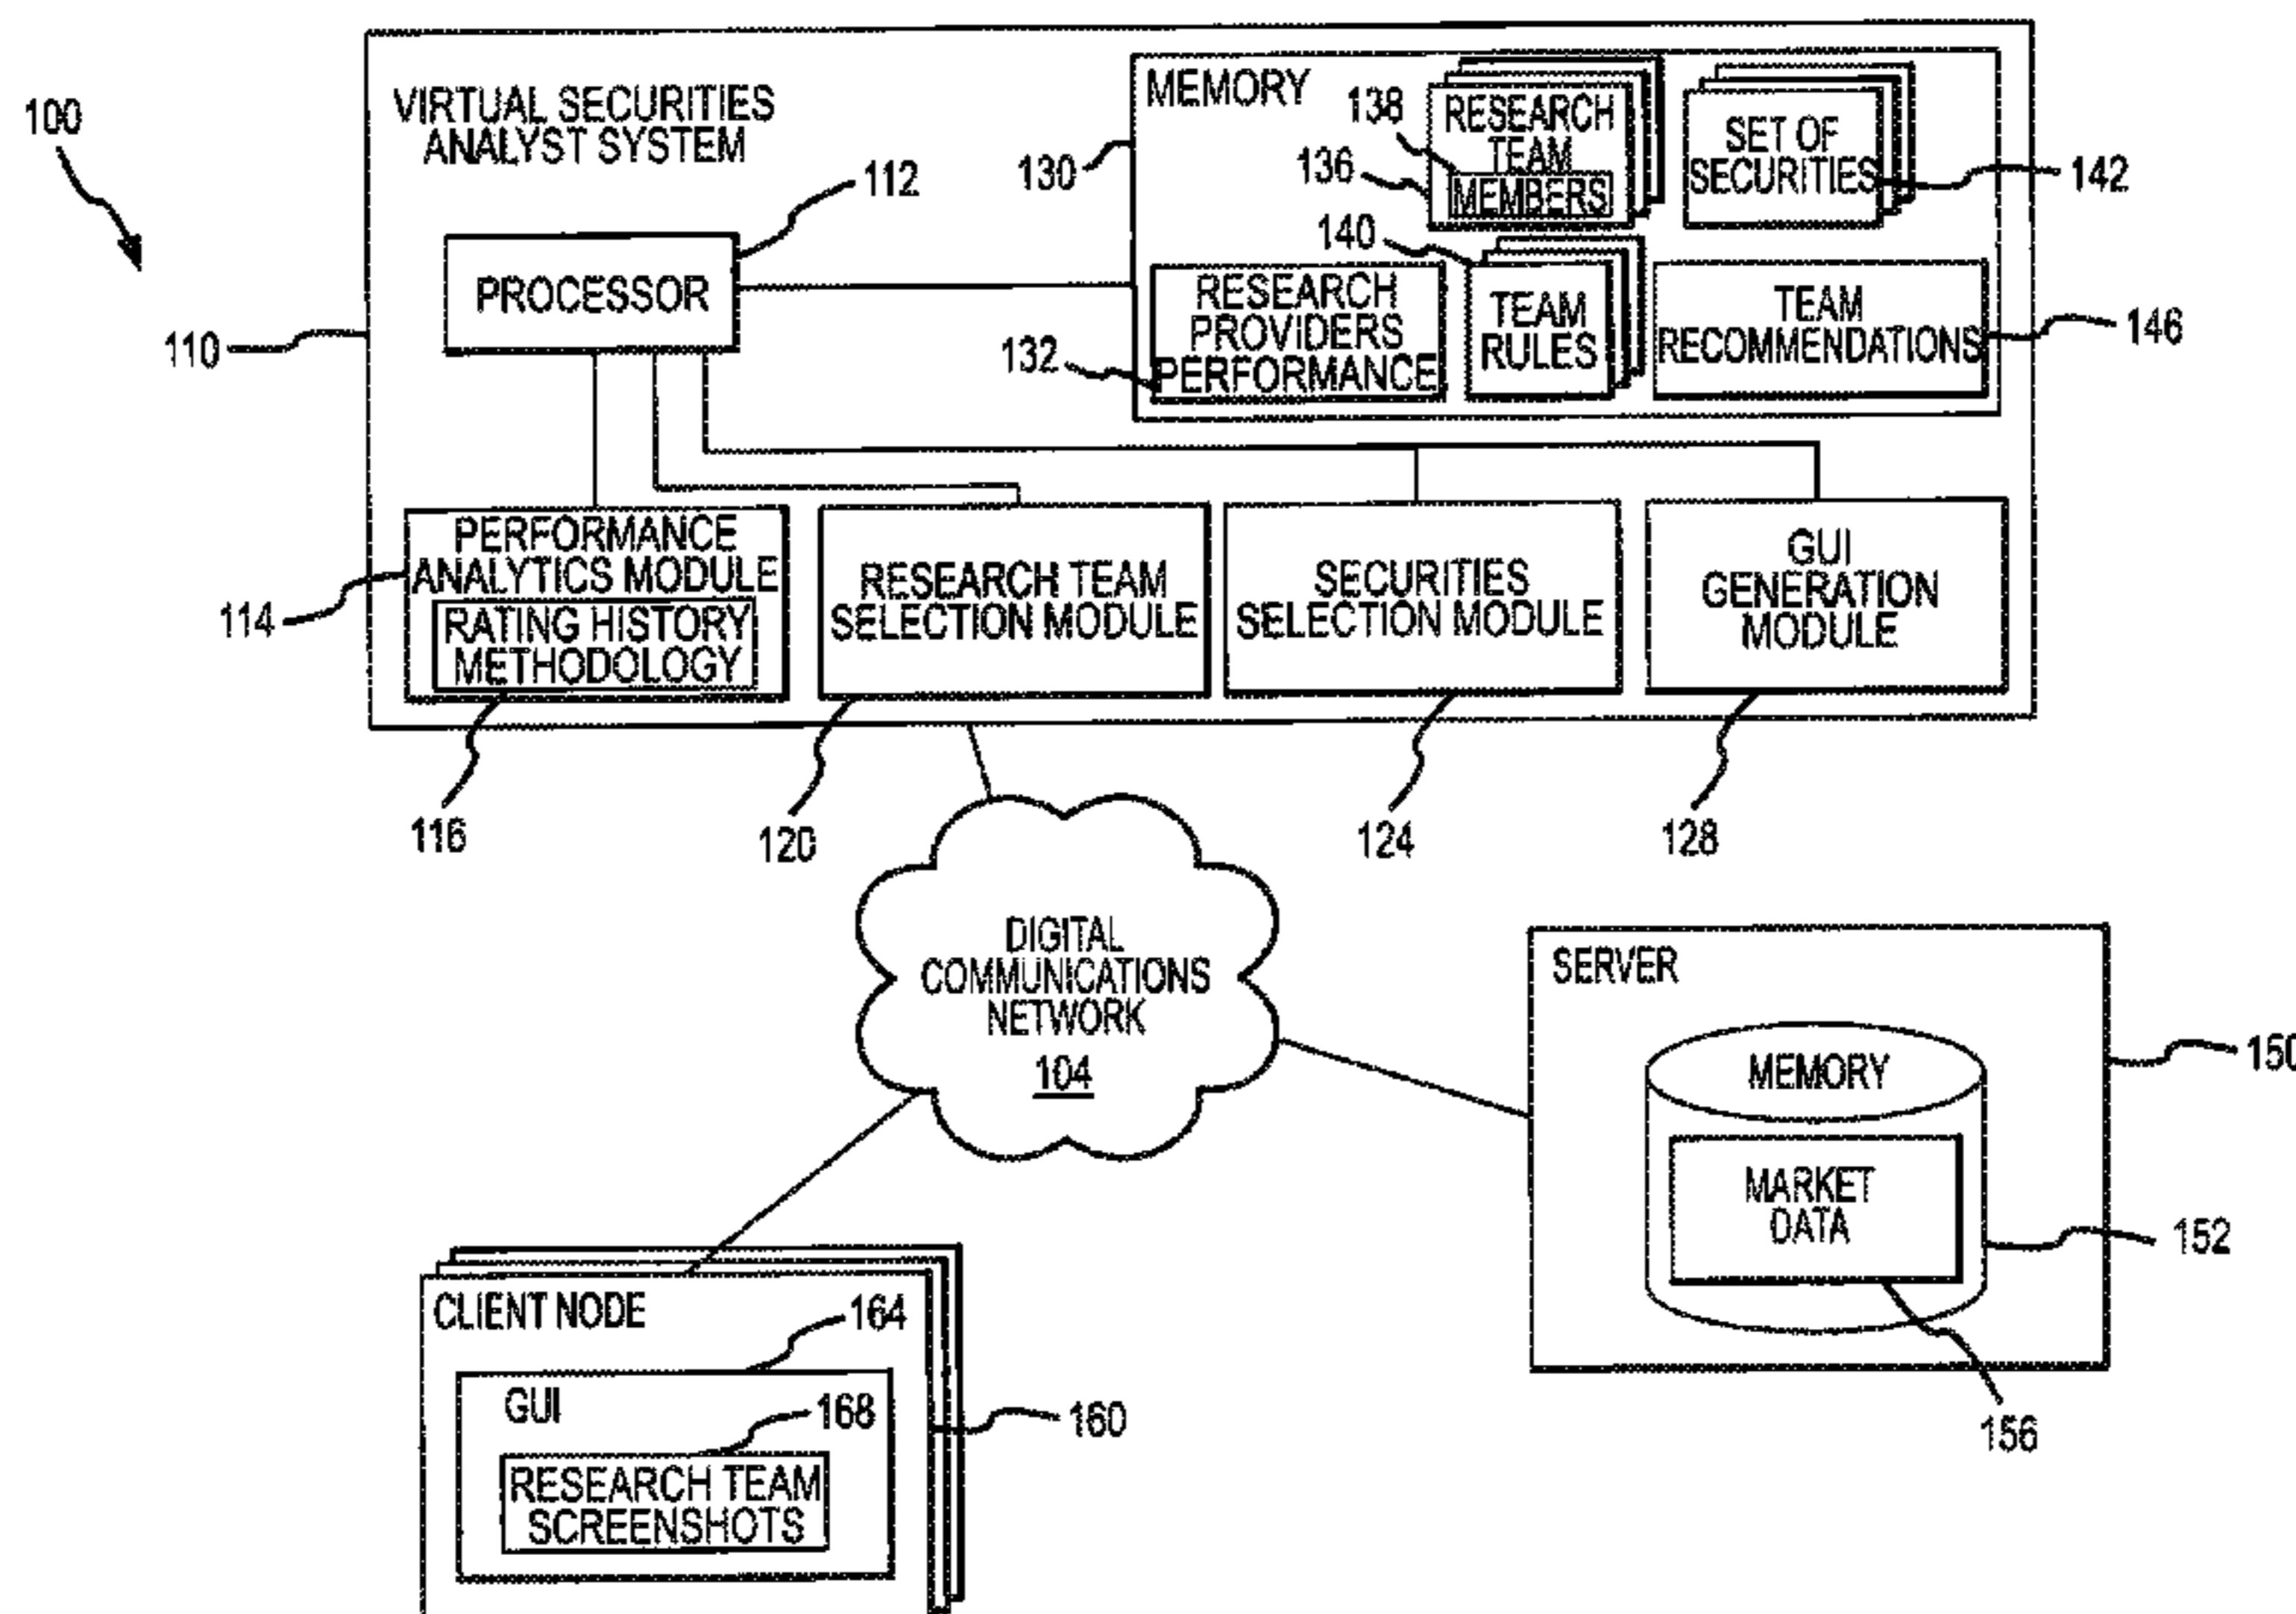 100
VIRTUAL SECURITIES
ANALYST SYSTEM
110
PROCESSOR
112
130
MEMORY
138
136
RESEARCH
TEAM
MEMBERS
SET OF
SECURITIES
142
132
RESEARCH
PROVIDERS
PERFORMANCE
140
TEAM
RULES
TEAM
RECOMMENDATIONS
146
114
PERFORMANCE
ANALYTICS MODULE
RATING HISTORY
METHODOLOGY
116
RESEARCH TEAM
SELECTION MODULE
120
SECURITIES
SELECTION MODULE
124
GUI
GENERATION
MODULE
128
DIGITAL
COMMUNICATIONS
NETWORK
104
SERVER
MEMORY
MARKET
DATA
150
152
156
CLIENT NODE
164
GUI
168
RESEARCH TEAM
SCREENSHOTS
160